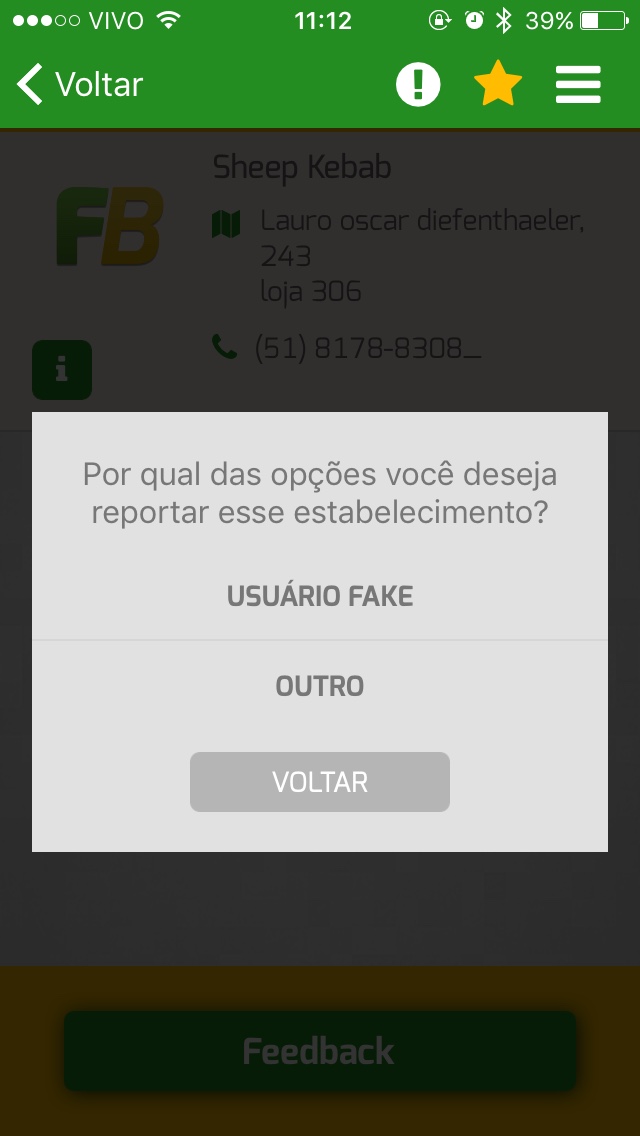 VIVO 11:12 39%
Voltar
Sheep Kebab
FB
Lauro oscar diefenthaeler,
243
loja 306
(51) 8178-8308_
i
Por qual das opções você deseja
reportar esse estabelecimento?
USUÁRIO FAKE
OUTRO
VOLTAR
Feedback